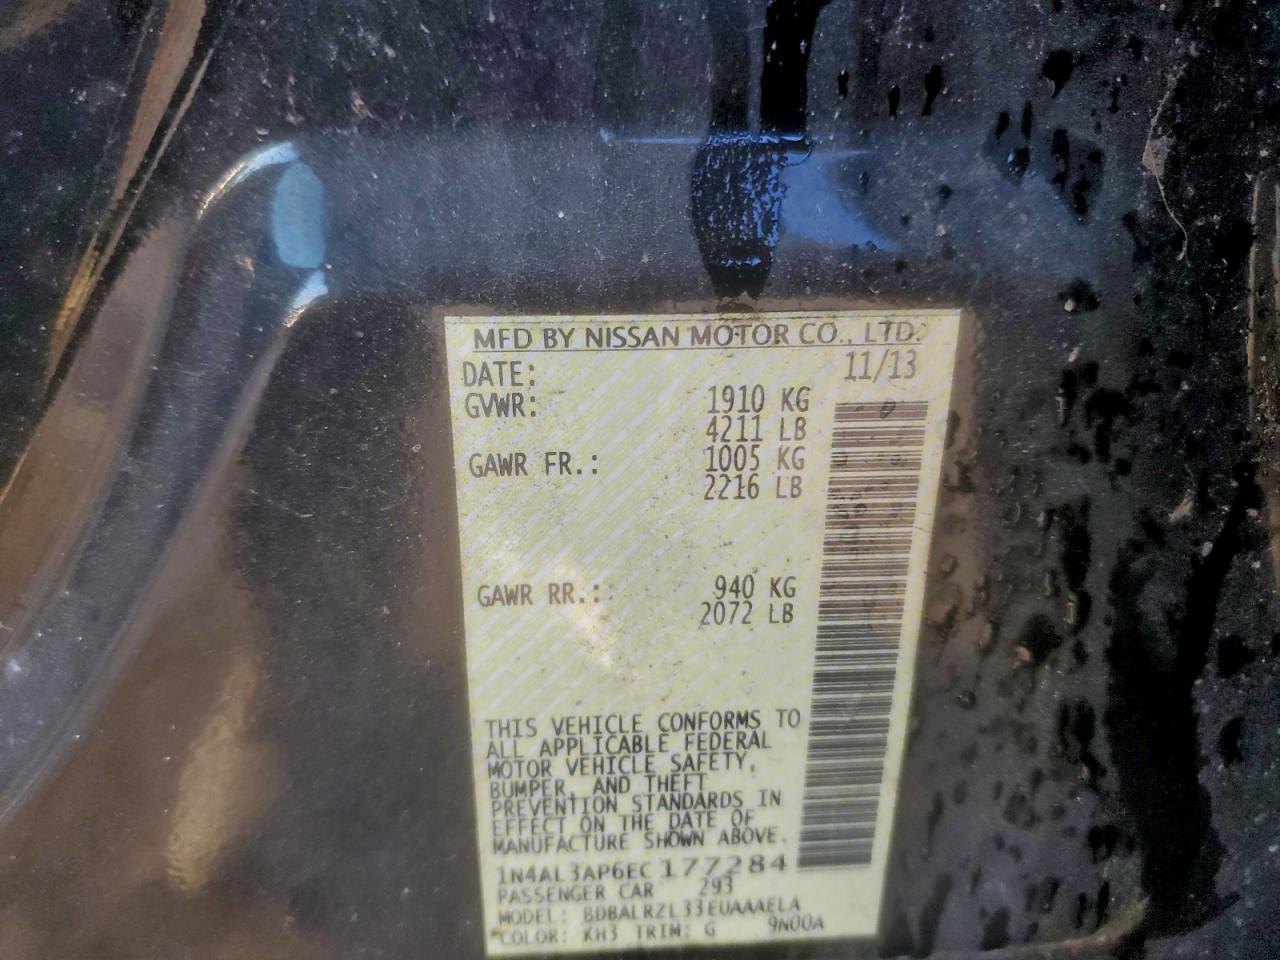 MFD BY NISSAN MOTOR CO., LTD.
DATE: 11/13
GVWR: 1910 KG
4211 LB
GAWR FR.: 1005 KG
2216 LB
GAWR RR.: 940 KG
2072 LB
THIS VEHICLE CONFORMS TO
ALL APPLICABLE FEDERAL
MOTOR VEHICLE SAFETY,
BUMPER, AND THEFT
PREVENTION STANDARDS IN
EFFECT ON THE DATE OF
MANUFACTURE SHOWN ABOVE.
1N4AL3AP6EC177284
PASSENGER CAR 293
MODEL: BDBALRZL33EUAAAELA
COLOR: KH3 TRIM: G 9N00A